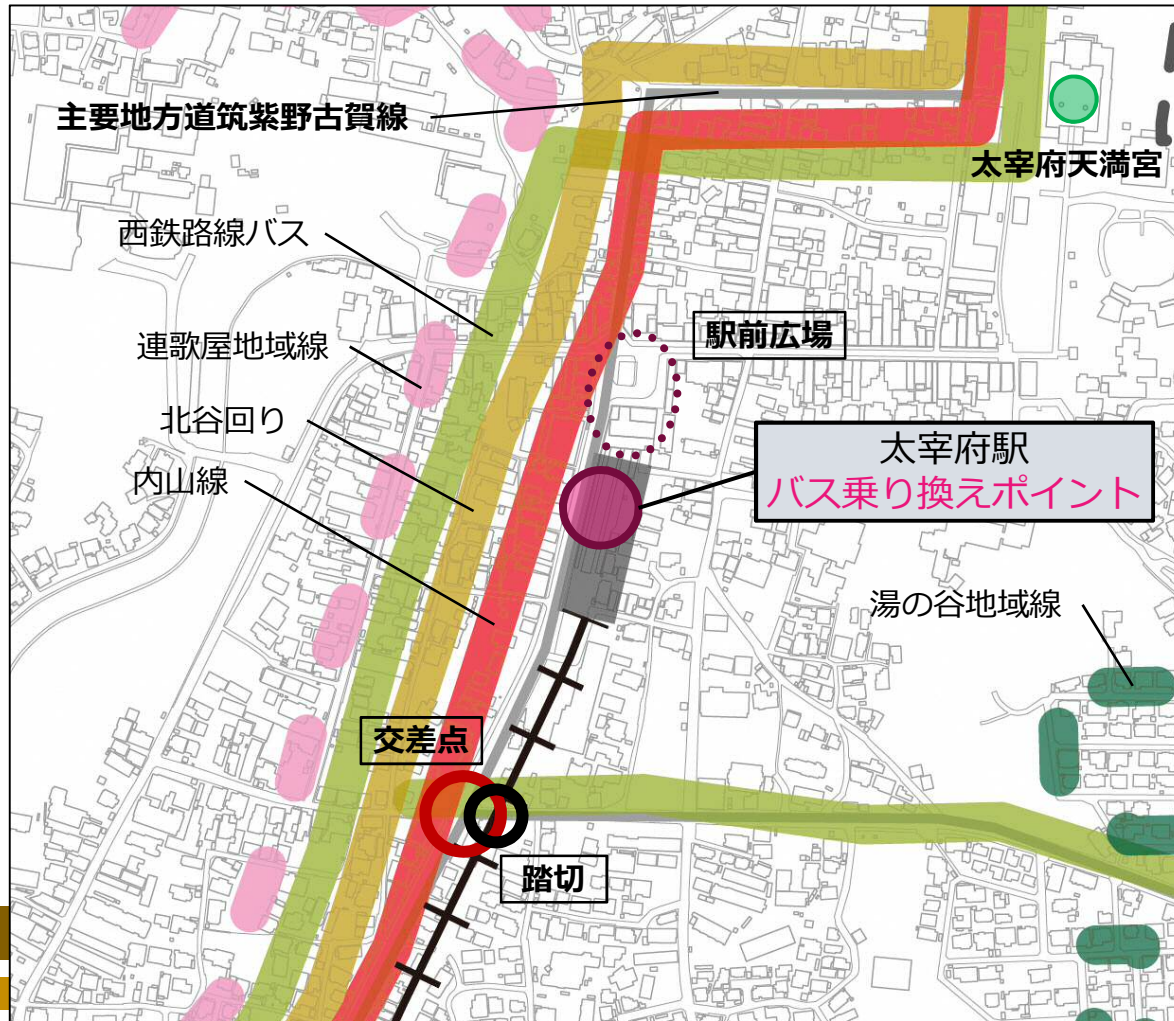 主要地方道筑紫野古賀線
太宰府天満宮
西鉄路線バス
駅前広場
連歌屋地域線
北谷回り
太宰府駅
バス乗り換えポイント
内山線
湯の谷地域線
交差点
踏切